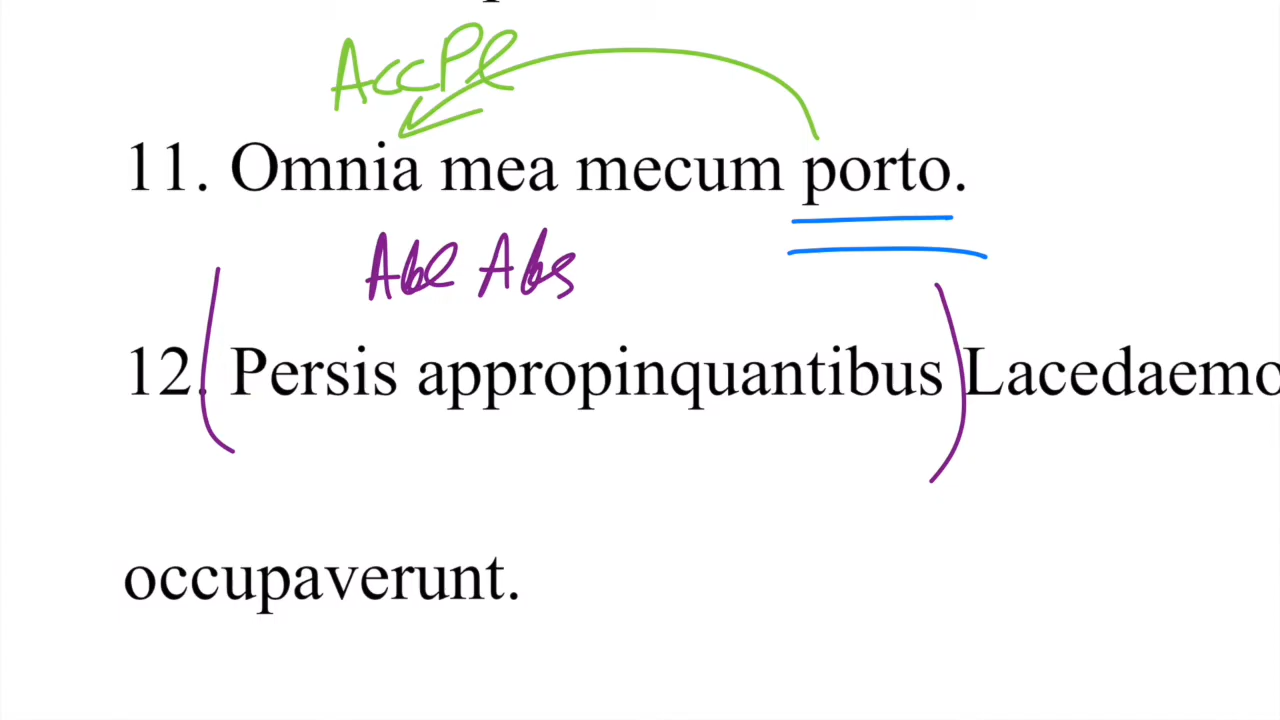 AccPl
11. Omnia mea mecum porto.
Abl Abs
12. Persis appropinquantibus Lacedaemo
occupaverunt.